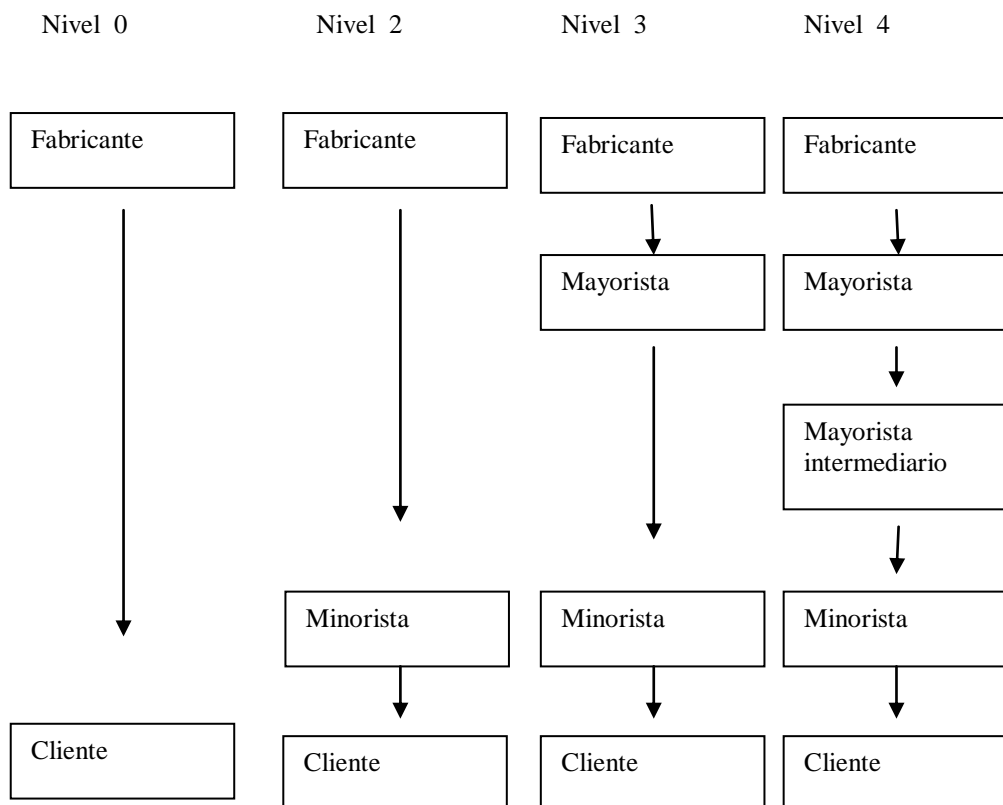 Nivel 0
Nivel 2
Nivel 3
Nivel 4
Fabricante
Fabricante
Fabricante
Fabricante
Mayorista
Mayorista
Mayorista
intermediario
Minorista
Minorista
Minorista
Cliente
Cliente
Cliente
Cliente